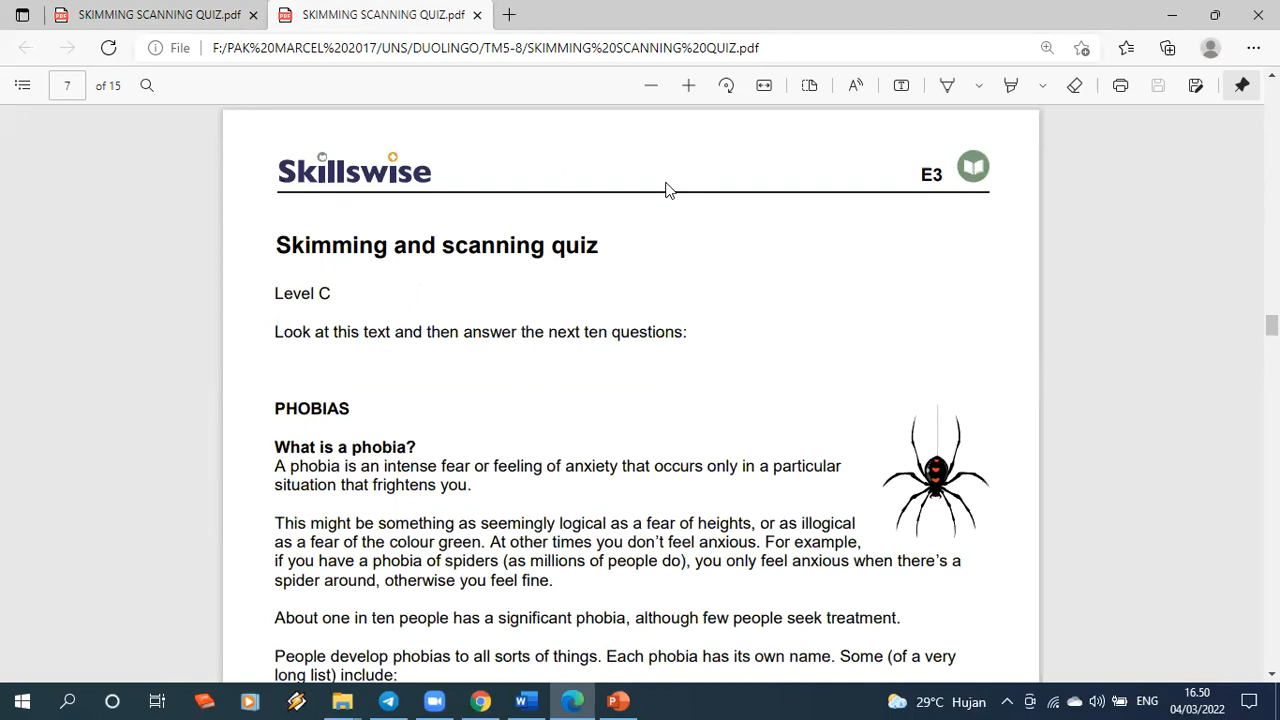 SKIMMING SCANNING QUIZ.pdf
SKIMMING SCANNING QUIZ.pdf
File
F:/PAK%20MARCEL%202017/UNS/DUOLINGO/TM5-8/SKIMMING%20SCANNING%20QUIZ.pdf
7 of 15
Skillswise
E3
Skimming and scanning quiz
Level C
Look at this text and then answer the next ten questions:
PHOBIAS
What is a phobia?
A phobia is an intense fear or feeling of anxiety that occurs only in a particular
situation that frightens you.
This might be something as seemingly logical as a fear of heights, or as illogical
as a fear of the colour green. At other times you don't feel anxious. For example,
if you have a phobia of spiders (as millions of people do), you only feel anxious when there's a
spider around, otherwise you feel fine.
About one in ten people has a significant phobia, although few people seek treatment.
People develop phobias to all sorts of things. Each phobia has its own name. Some (of a very
long list) include:
29°C Hujan
ENG
16.50
04/03/2022